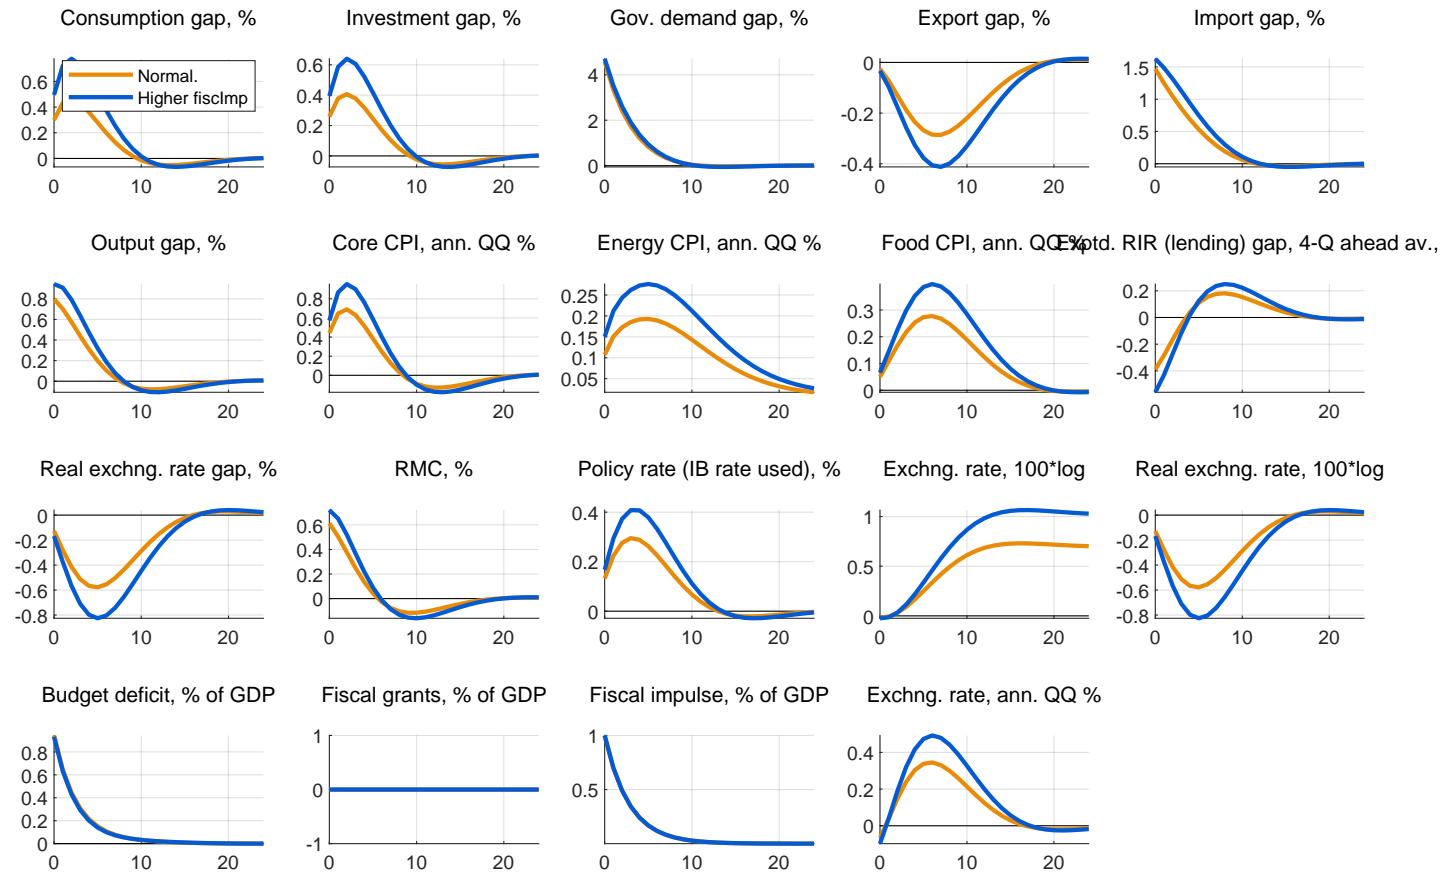 Consumption gap, % Investment gap, % Gov. demand gap, % Export gap, % Import gap, %
Normal.
Higher fiscImp
0.6 0.4 0.2 0
0 10 20
0.6 0.4 0.2 0
0 10 20
4 2 0
0 10 20
0 -0.2 -0.4
0 10 20
1.5 1 0.5 0
0 10 20
Output gap, % Core CPI, ann. QQ % Energy CPI, ann. QQ % Food CPI, ann. QQ % Exptd. RIR (lending) gap, 4-Q ahead av.,
0.8 0.6 0.4 0.2 0
0 10 20
0.8 0.6 0.4 0.2 0
0 10 20
0.25 0.2 0.15 0.1 0.05
0 10 20
0.3 0.2 0.1 0
0 10 20
0.2 0 -0.2 -0.4
0 10 20
Real exchng. rate gap, % RMC, % Policy rate (IB rate used), % Exchng. rate, 100*log Real exchng. rate, 100*log
0 -0.2 -0.4 -0.6 -0.8
0 10 20
0.6 0.4 0.2 0
0 10 20
0.4 0.2 0
0 10 20
1 0.5 0
0 10 20
0 -0.2 -0.4 -0.6 -0.8
0 10 20
Budget deficit, % of GDP Fiscal grants, % of GDP Fiscal impulse, % of GDP Exchng. rate, ann. QQ %
0.8 0.6 0.4 0.2 0
0 10 20
1 0 -1
0 10 20
1 0.5
0 10 20
0.4 0.2 0
0 10 20